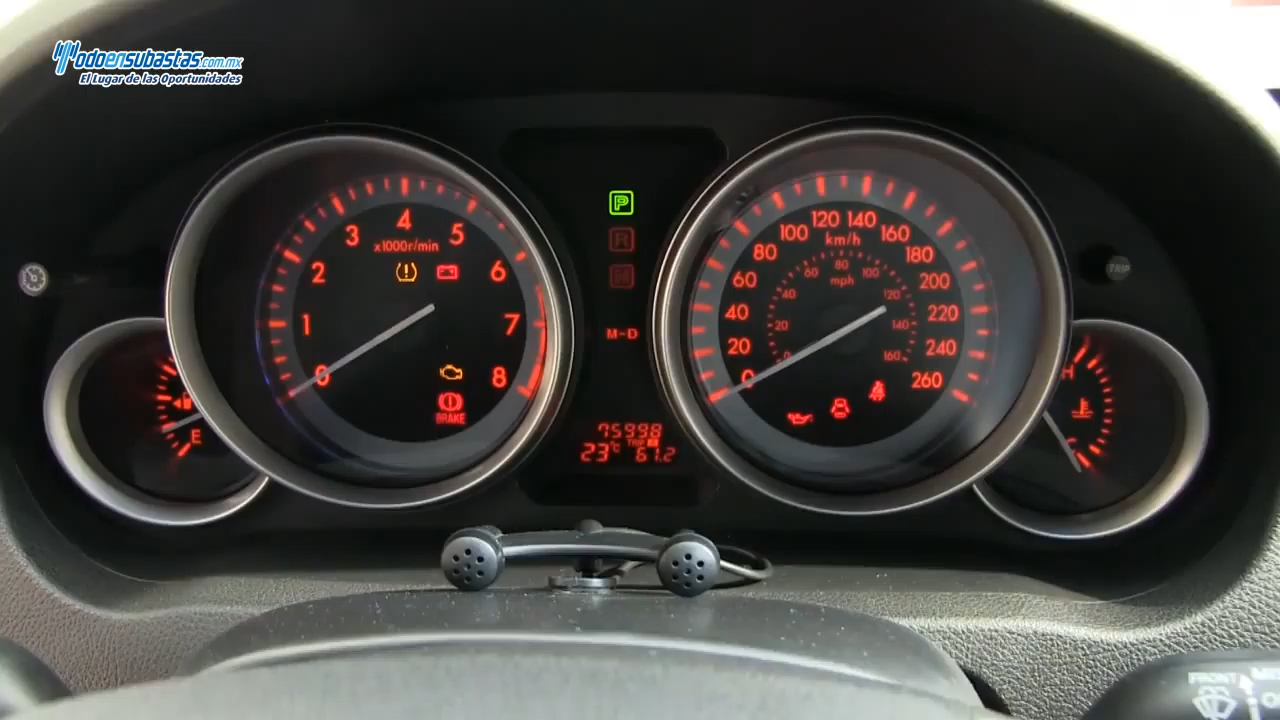 Todoensubastas.com.mx
El Lugar de las Oportunidades
0 1 2 3 4 5 6 7 8
x1000r/min
BRAKE
E
P
R
M-D
75998
23°C TRIP 61.2
0 20 40 60 80 100 120 140 160 180 200 220 240 260
km/h
0 20 40 60 80 100 120 140 160
mph
H
C
TRIP
FRONT